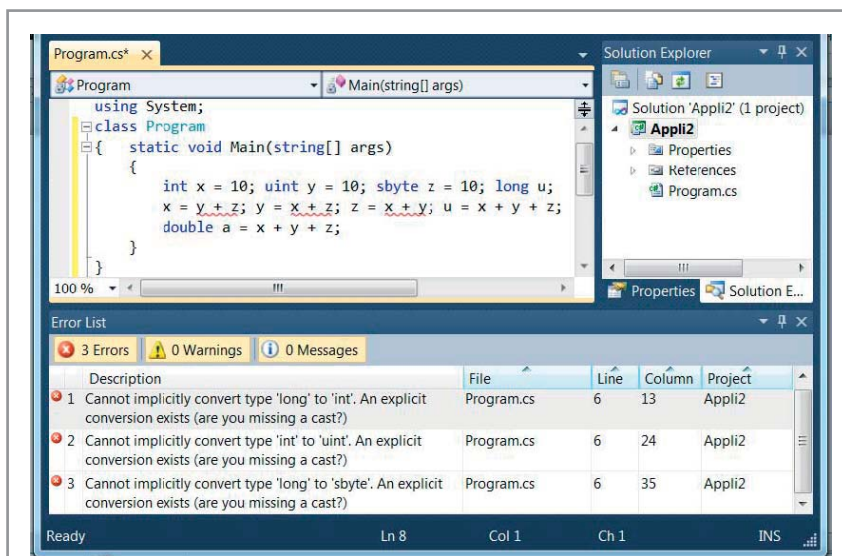 Program.cs*
Program
Main(string[] args)
using System;
class Program
{ static void Main(string[] args)
{
int x = 10; uint y = 10; sbyte z = 10; long u;
x = y + z; y = x + z; z = x + y; u = x + y + z;
double a = x + y + z;
}
}
100 %
Solution Explorer
Solution 'Appli2' (1 project)
Appli2
Properties
References
Program.cs
Properties Solution E...
Error List
3 Errors 0 Warnings 0 Messages
Description File Line Column Project
1 Cannot implicitly convert type 'long' to 'int'. An explicit Program.cs 6 13 Appli2
conversion exists (are you missing a cast?)
2 Cannot implicitly convert type 'int' to 'uint'. An explicit Program.cs 6 24 Appli2
conversion exists (are you missing a cast?)
3 Cannot implicitly convert type 'long' to 'sbyte'. An explicit Program.cs 6 35 Appli2
conversion exists (are you missing a cast?)
Ready Ln 8 Col 1 Ch 1 INS